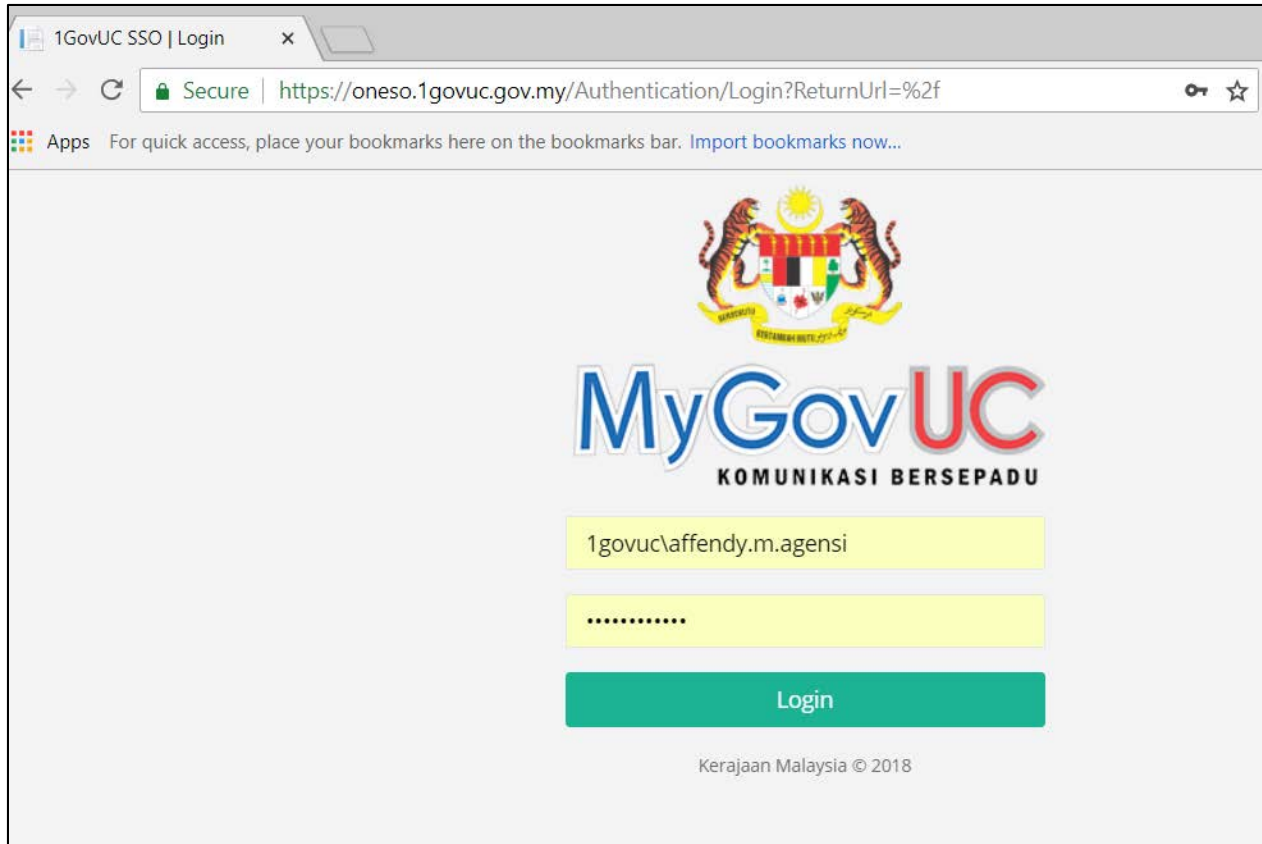 1GovUC SSO | Login
Secure | https://oneso.1govuc.gov.my/Authentication/Login?ReturnUrl=%2f
Apps For quick access, place your bookmarks here on the bookmarks bar. Import bookmarks now...
BERTAMBAH MUTU
MyGovUC
KOMUNIKASI BERSEPADU
1govuc\affendy.m.agensi
••••••••••••
Login
Kerajaan Malaysia © 2018